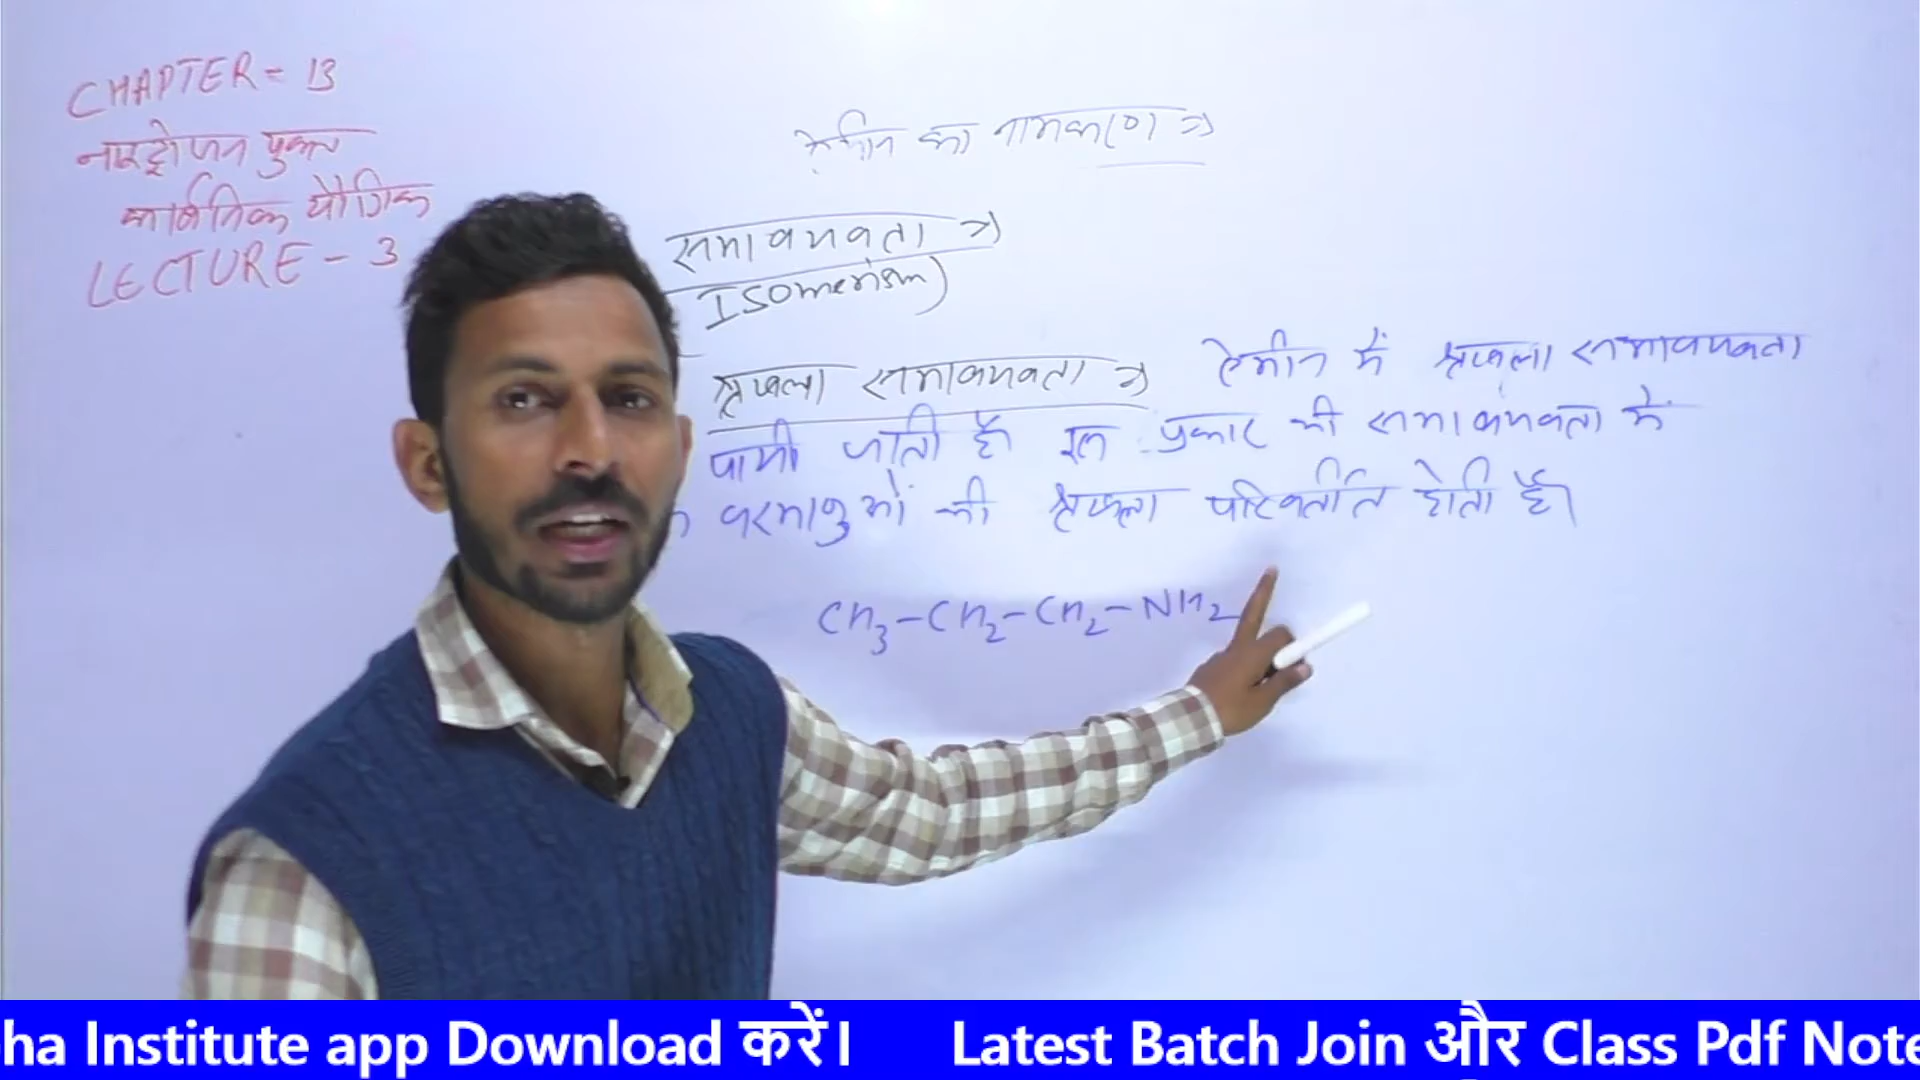 CHAPTER - 13
नाइट्रोजन युक्त
कार्बनिक यौगिक
LECTURE - 3
ऐमीन का नामकरण ⇒
समावयवता ⇒
Isomerism)
श्रृंखला समावयवता ⇒ ऐमीन में श्रृंखला समावयवता
पायी जाती है इस प्रकार की समावयवता में
परमाणुओं की श्रृंखला परिवर्तित होती है।
CH3-CH2-CH2-NH2
ha Institute app Download करें। Latest Batch Join और Class Pdf Note